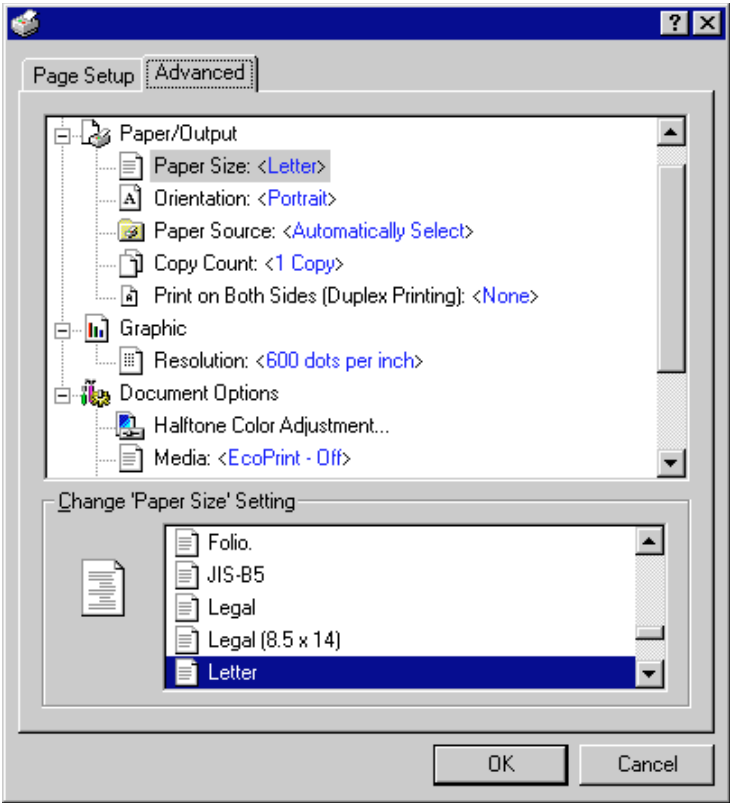 Page Setup
Advanced
Paper/Output
Paper Size: <Letter>
Orientation: <Portrait>
Paper Source: <Automatically Select>
Copy Count: <1 Copy>
Print on Both Sides (Duplex Printing): <None>
Graphic
Resolution: <600 dots per inch>
Document Options
Halftone Color Adjustment...
Media: <EcoPrint - Off>
Change 'Paper Size' Setting
Folio.
JIS-B5
Legal
Legal (8.5 x 14)
Letter
OK
Cancel